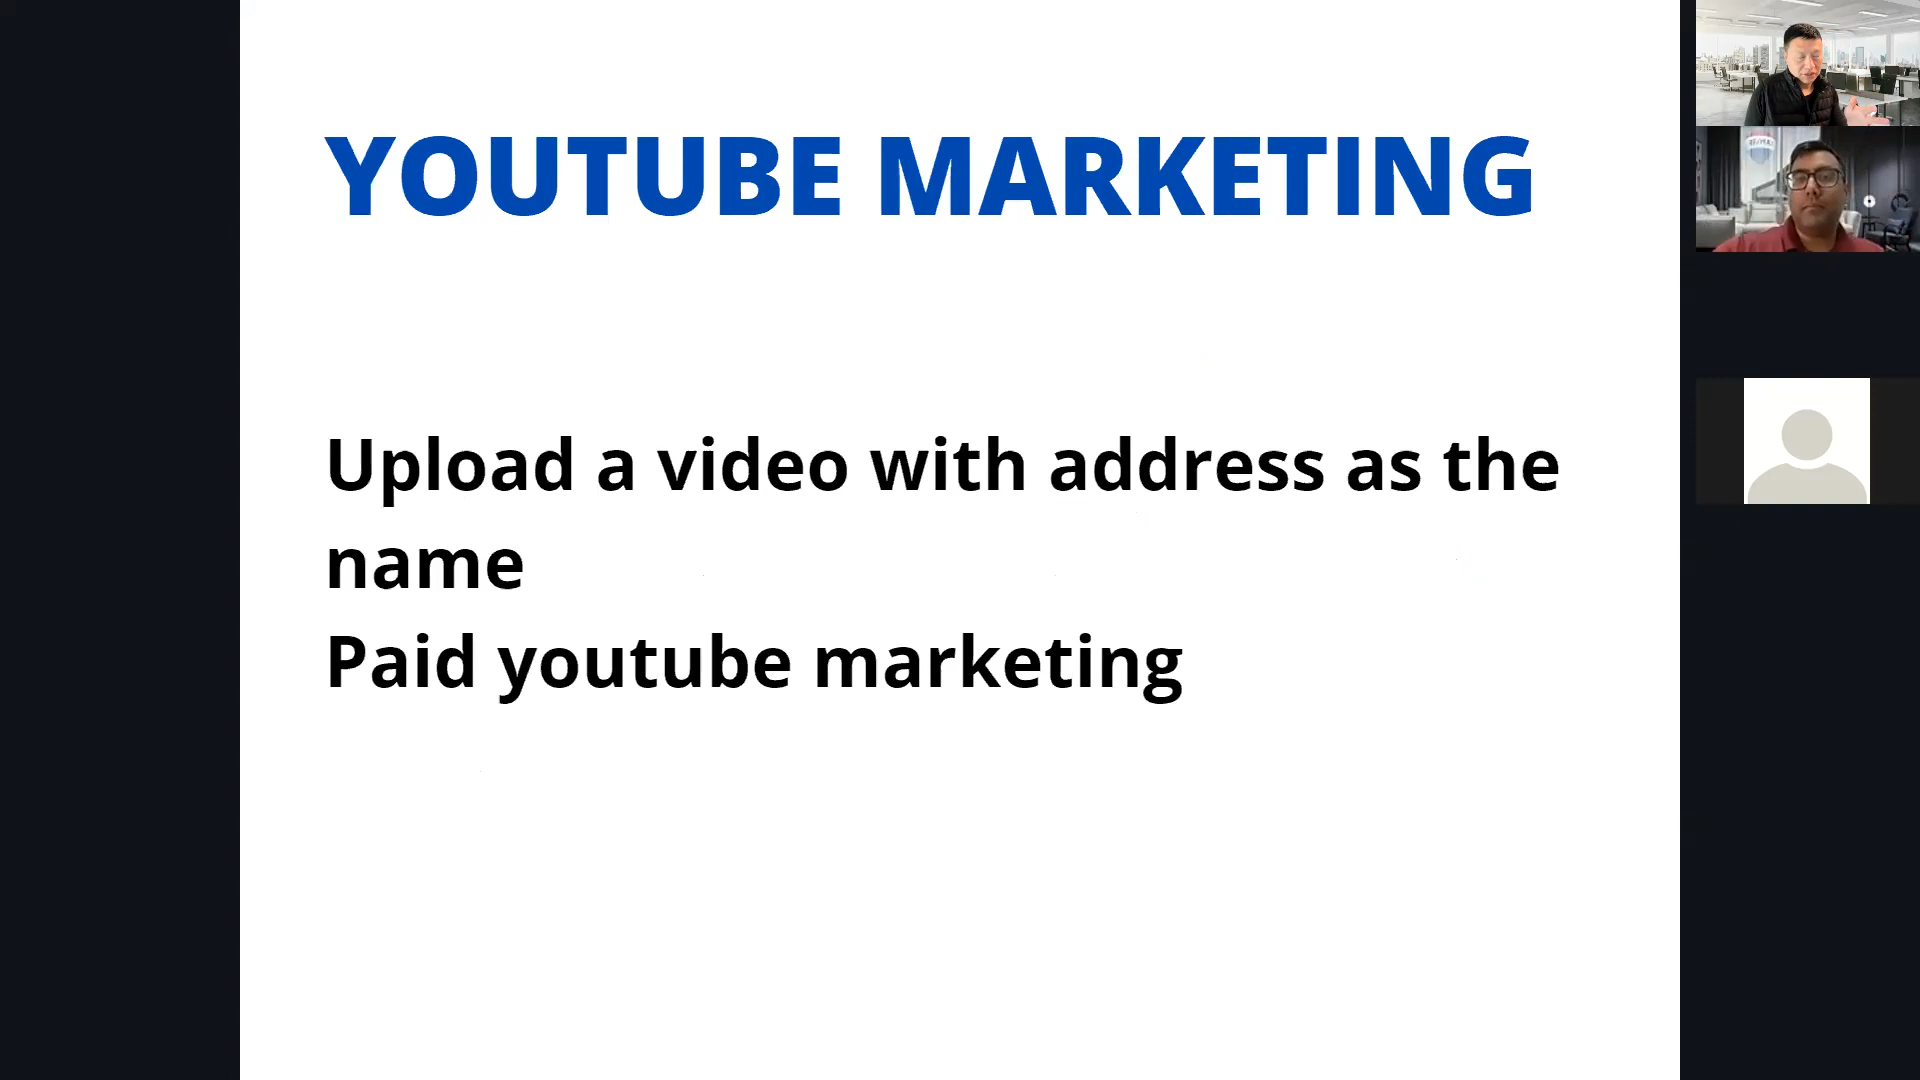 YOUTUBE MARKETING
Upload a video with address as the
name
Paid youtube marketing